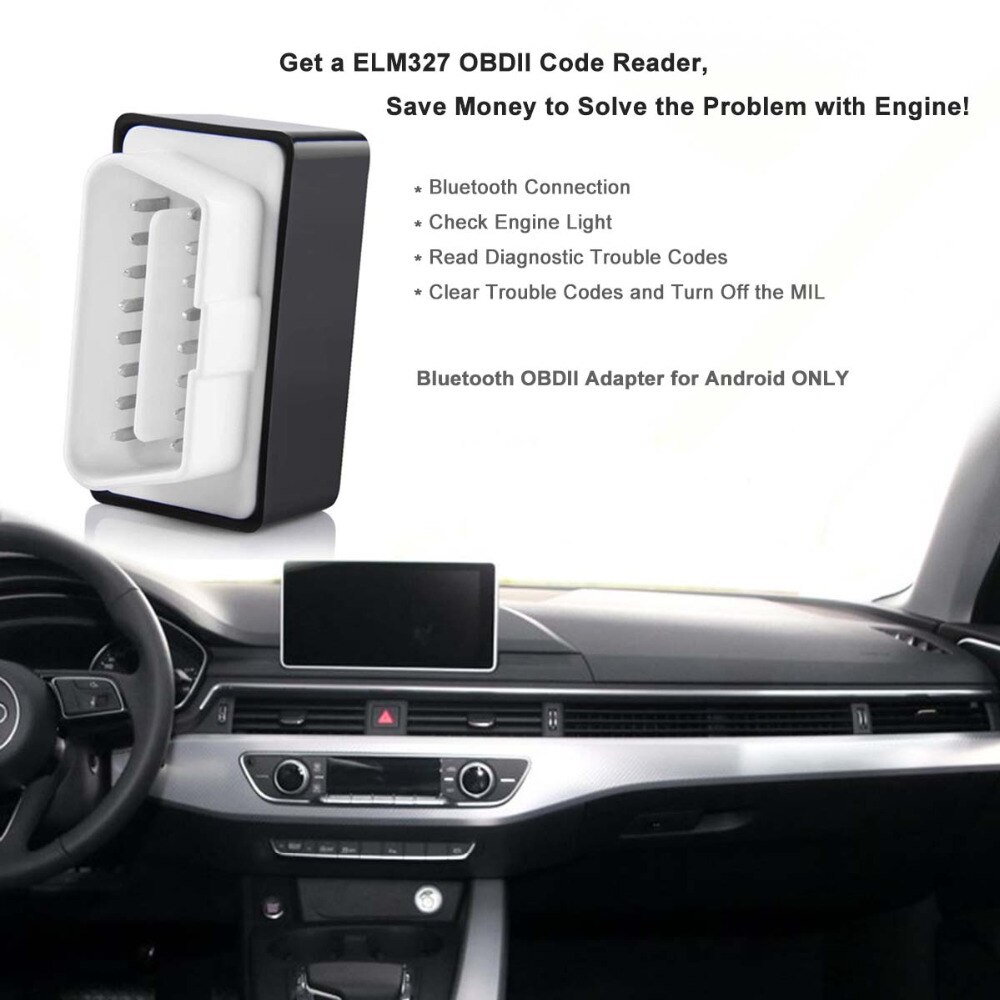 Get a ELM327 OBDII Code Reader,
Save Money to Solve the Problem with Engine!
* Bluetooth Connection
* Check Engine Light
* Read Diagnostic Trouble Codes
* Clear Trouble Codes and Turn Off the MIL
Bluetooth OBDII Adapter for Android ONLY